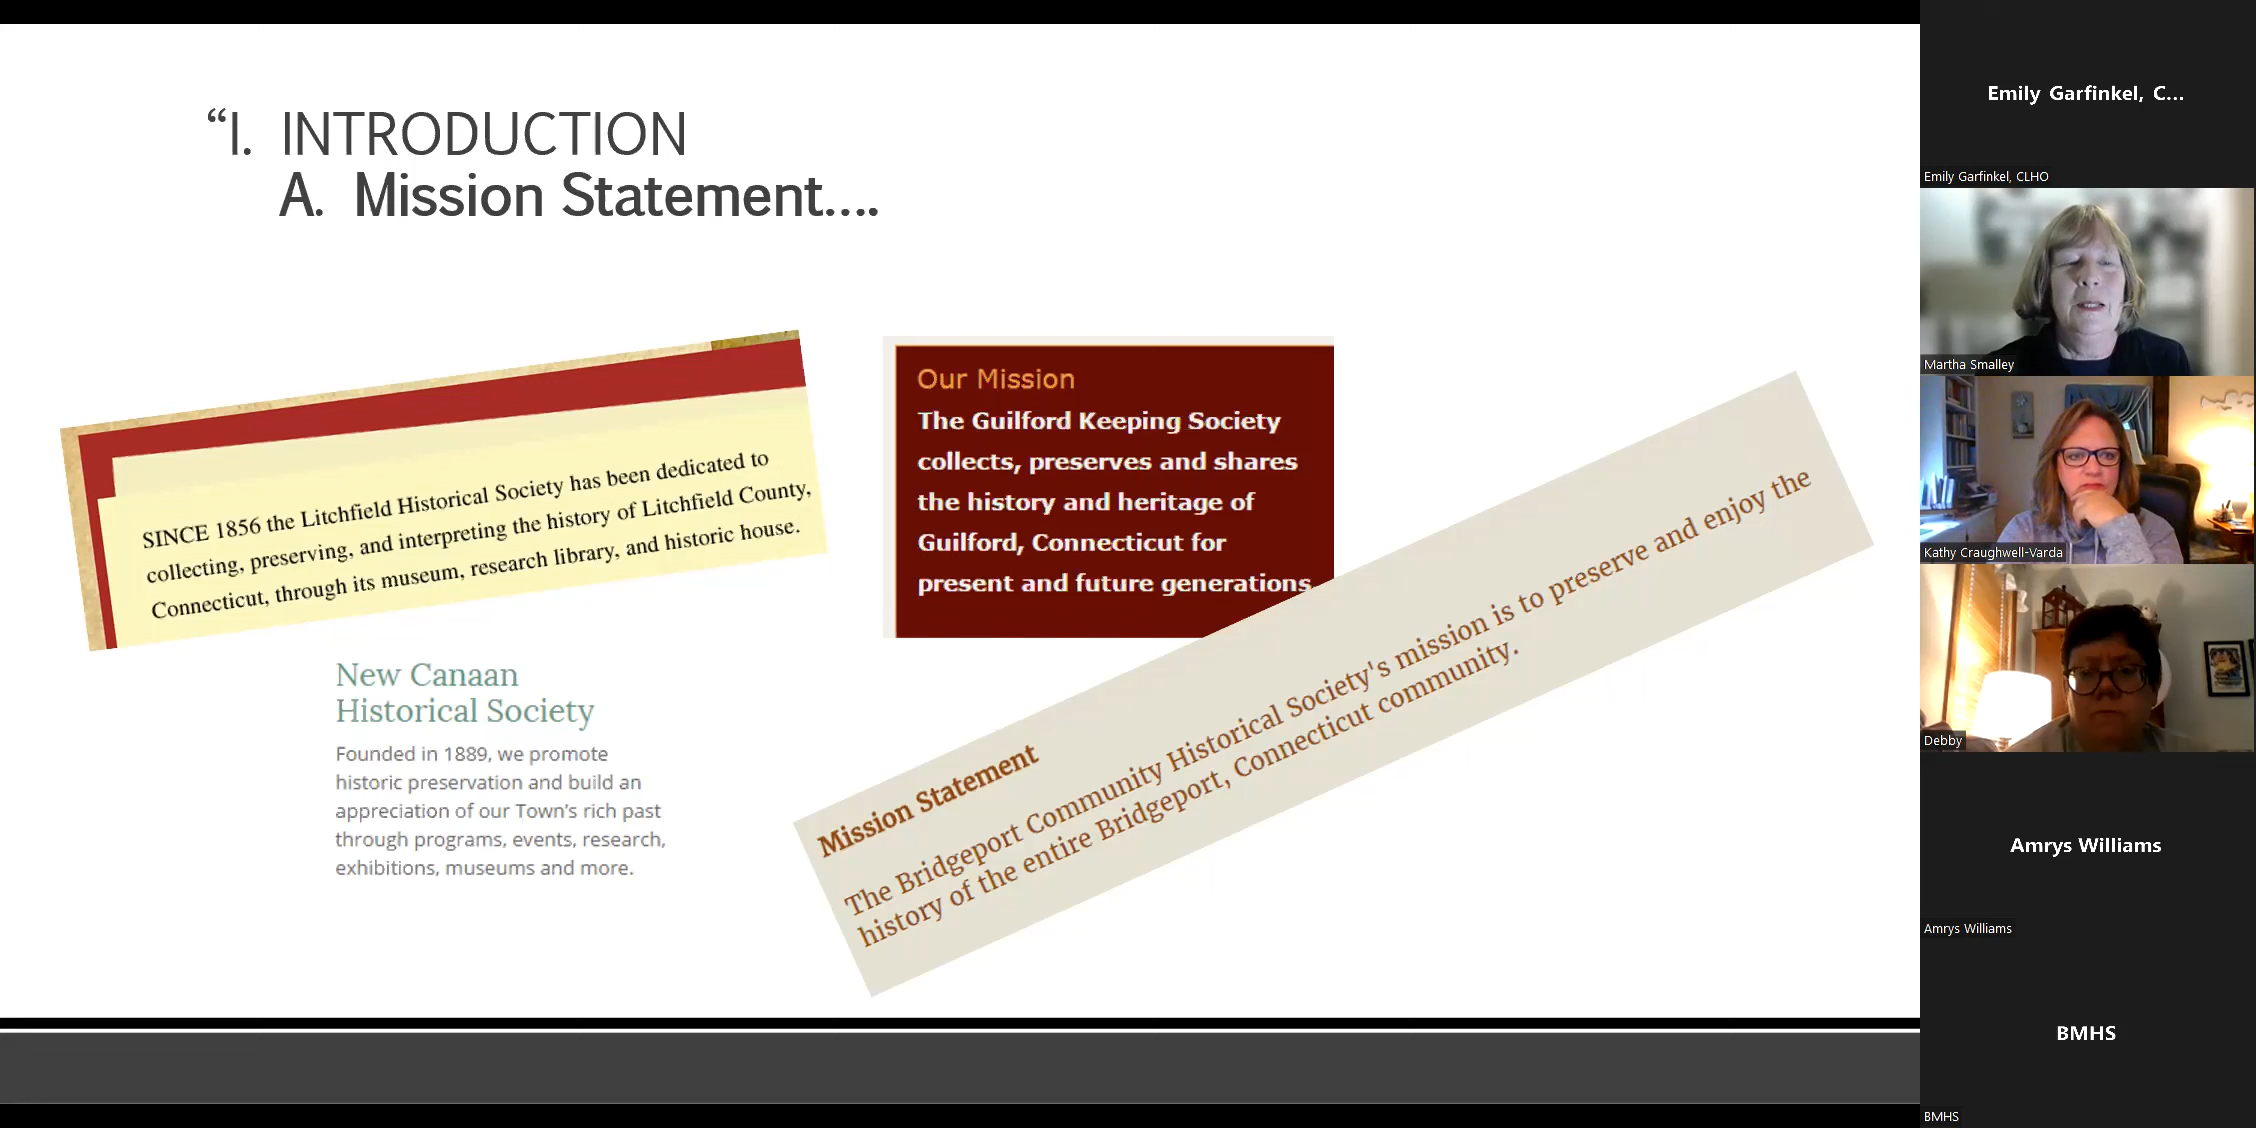 “I. INTRODUCTION
A. Mission Statement….
SINCE 1856 the Litchfield Historical Society has been dedicated to
collecting, preserving, and interpreting the history of Litchfield County,
Connecticut, through its museum, research library, and historic house.
New Canaan
Historical Society
Founded in 1889, we promote
historic preservation and build an
appreciation of our Town’s rich past
through programs, events, research,
exhibitions, museums and more.
Our Mission
The Guilford Keeping Society
collects, preserves and shares
the history and heritage of
Guilford, Connecticut for
present and future generations.
Mission Statement
The Bridgeport Community Historical Society's mission is to preserve and enjoy the
history of the entire Bridgeport, Connecticut community.
Emily Garfinkel, C...
Emily Garfinkel, CLHO
Martha Smalley
Kathy Craughwell-Varda
Debby
Amrys Williams
Amrys Williams
BMHS
BMHS